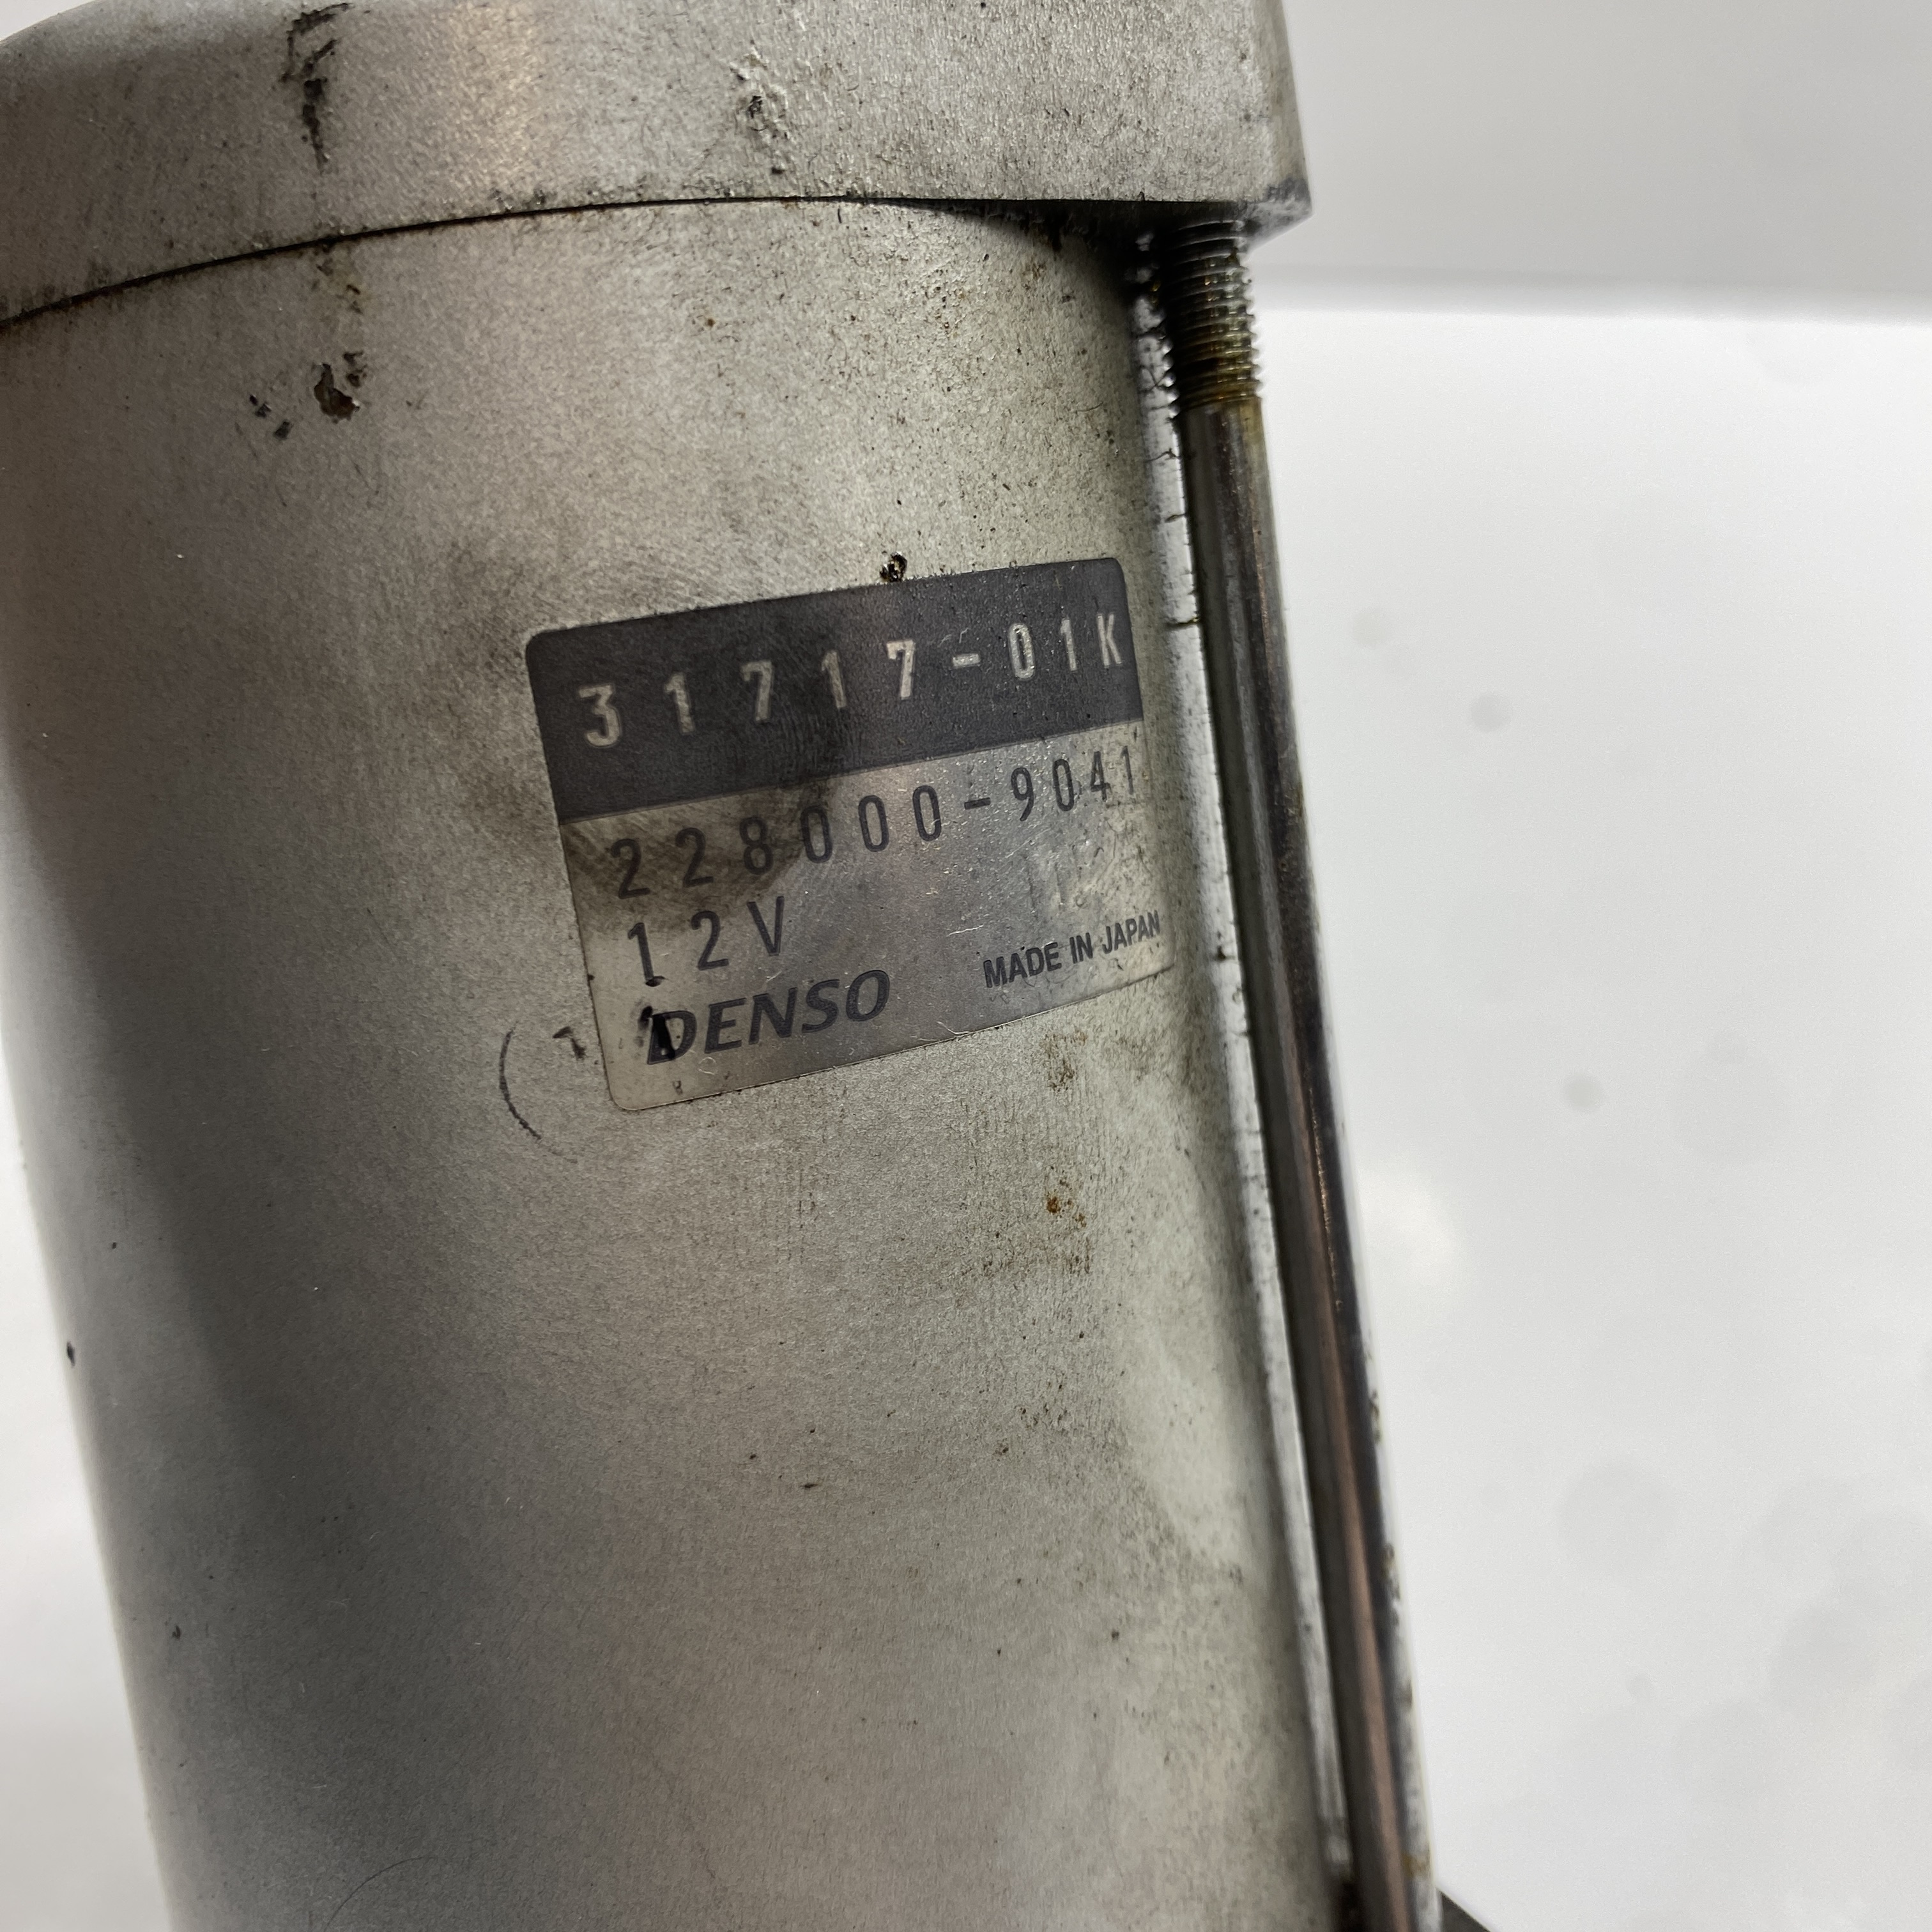 31717-01K
228000-9041
12V
DENSO MADE IN JAPAN